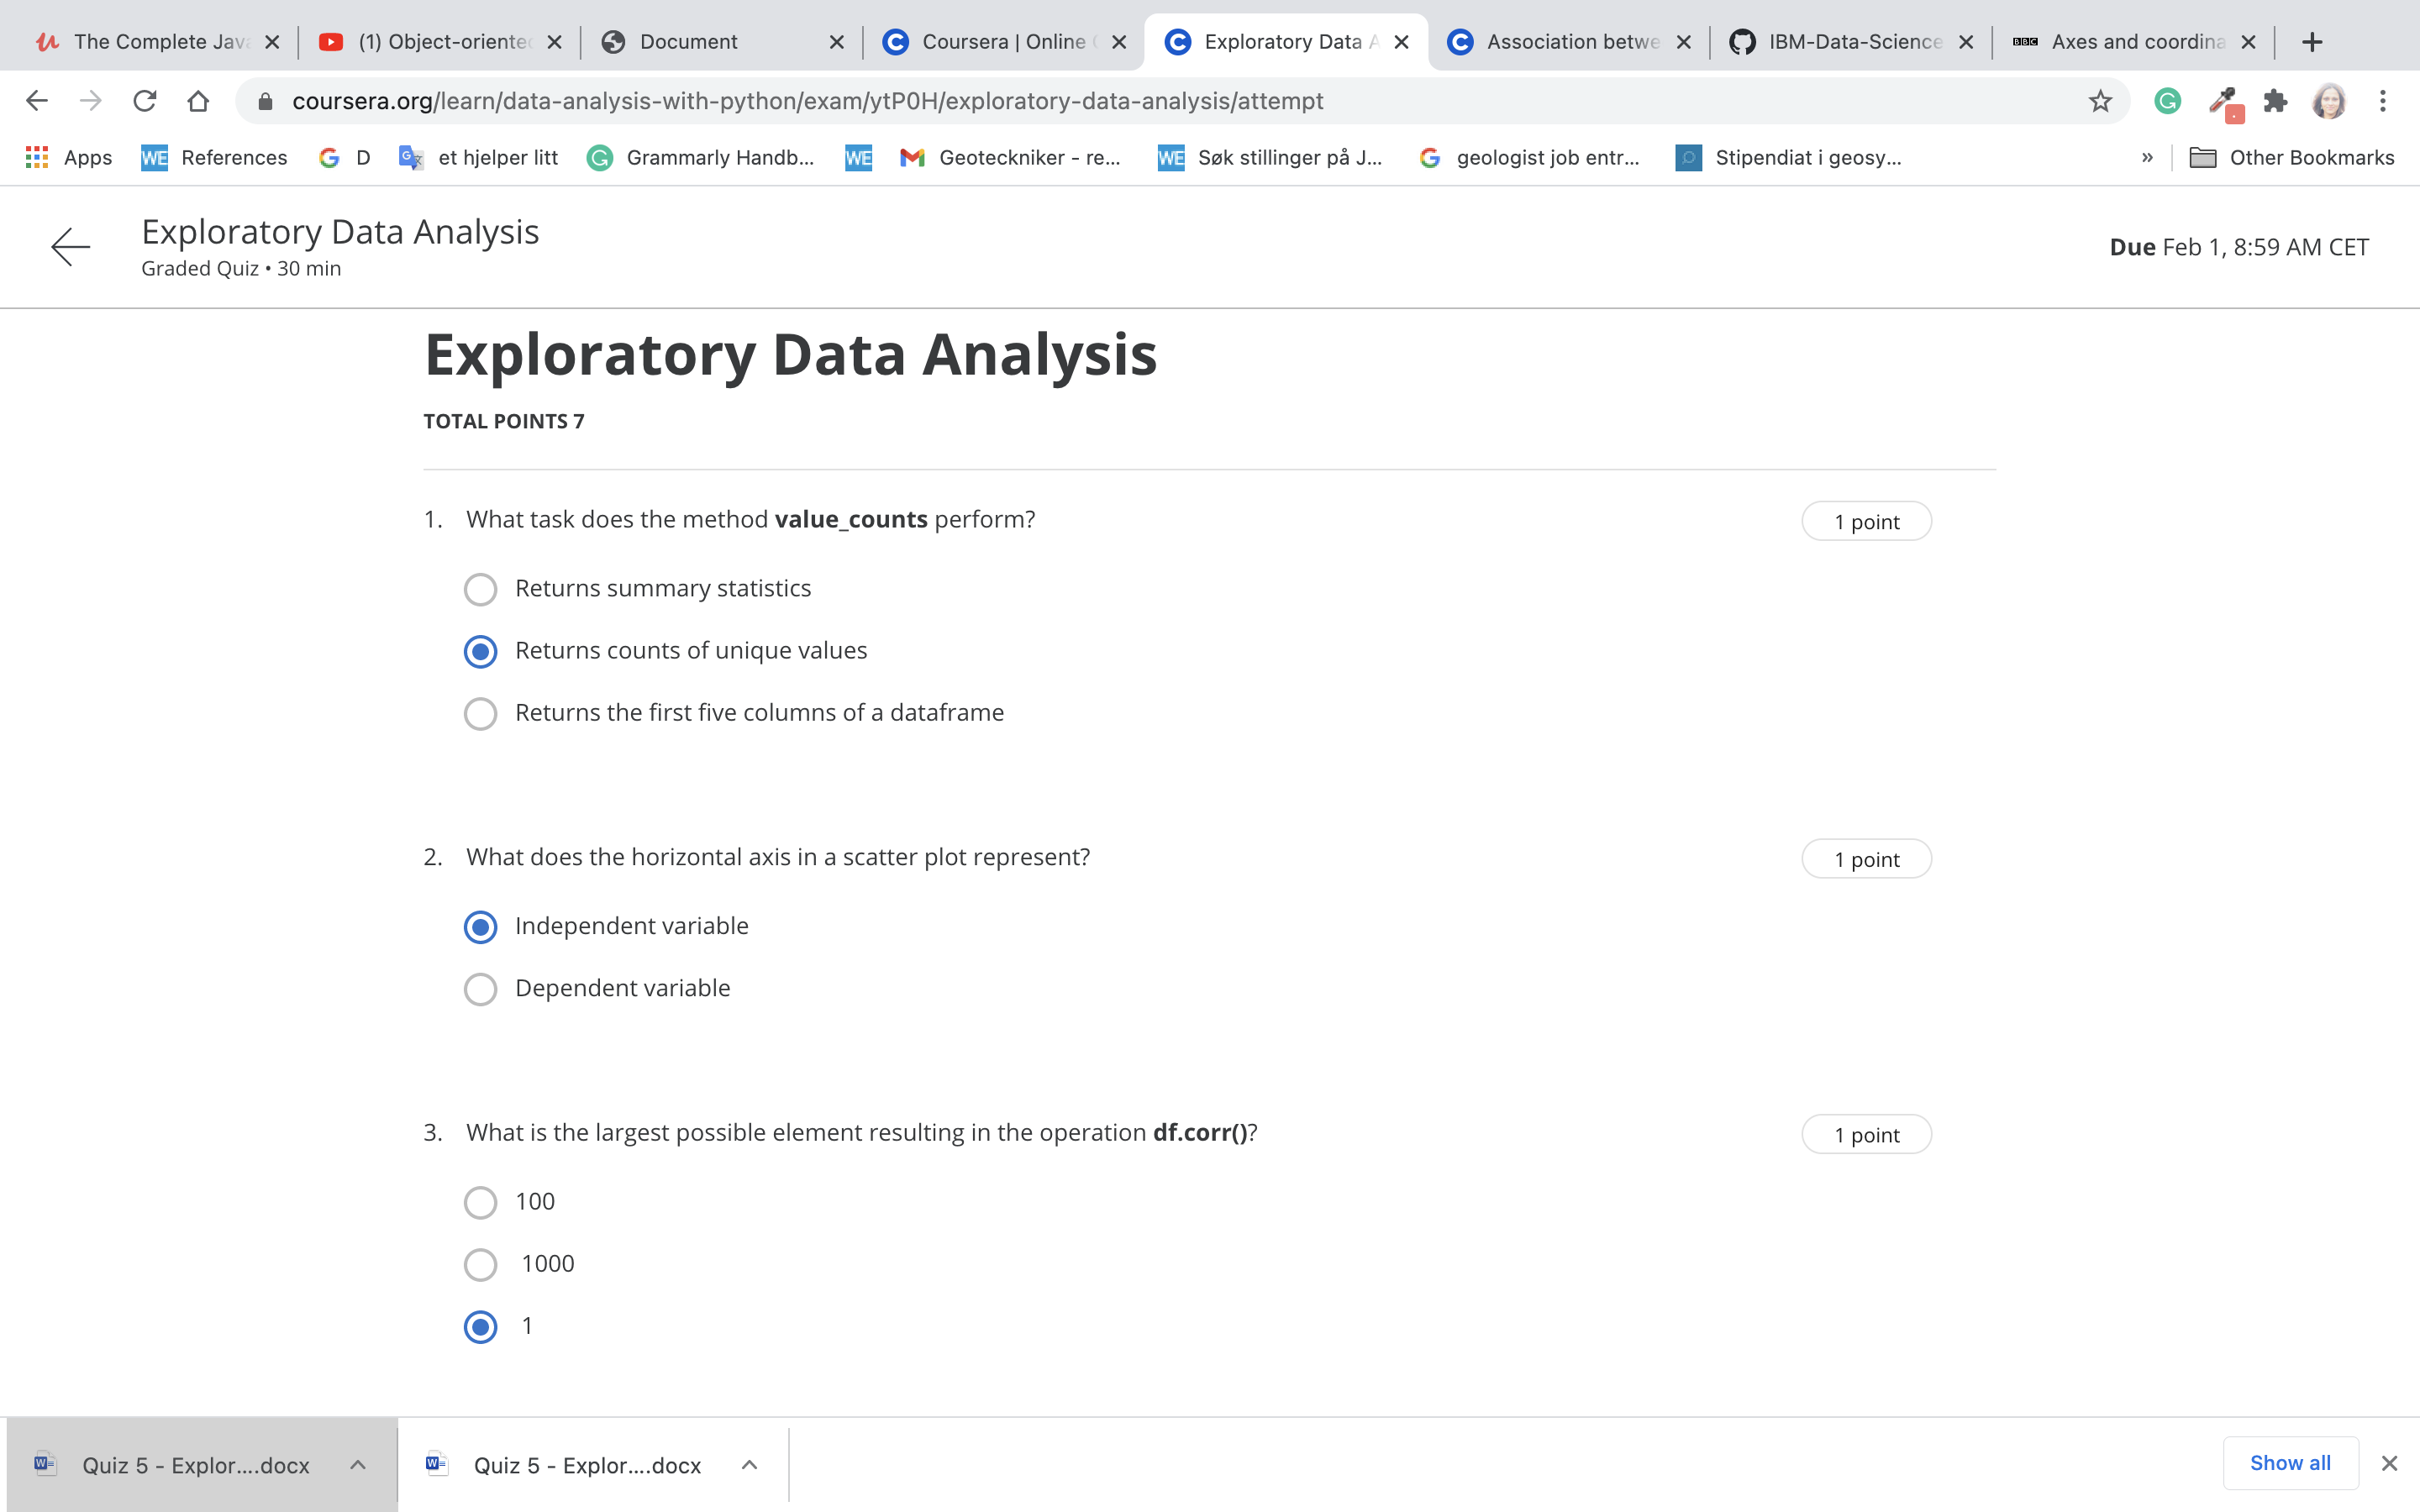 The Complete Jav
(1) Object-oriente
Document
Coursera | Online
Exploratory Data A
Association betwe
IBM-Data-Science
BBC Axes and coordina
coursera.org/learn/data-analysis-with-python/exam/ytP0H/exploratory-data-analysis/attempt
Apps
WE References
D
et hjelper litt
Grammarly Handb...
WE
Geoteckniker - re...
WE Søk stillinger på J...
geologist job entr...
Stipendiat i geosy...
»
Other Bookmarks
Exploratory Data Analysis
Graded Quiz • 30 min
Due Feb 1, 8:59 AM CET
Exploratory Data Analysis
TOTAL POINTS 7
1. What task does the method value_counts perform?
1 point
Returns summary statistics
Returns counts of unique values
Returns the first five columns of a dataframe
2. What does the horizontal axis in a scatter plot represent?
1 point
Independent variable
Dependent variable
3. What is the largest possible element resulting in the operation df.corr()?
1 point
100
1000
1
Quiz 5 - Explor....docx
Quiz 5 - Explor....docx
Show all